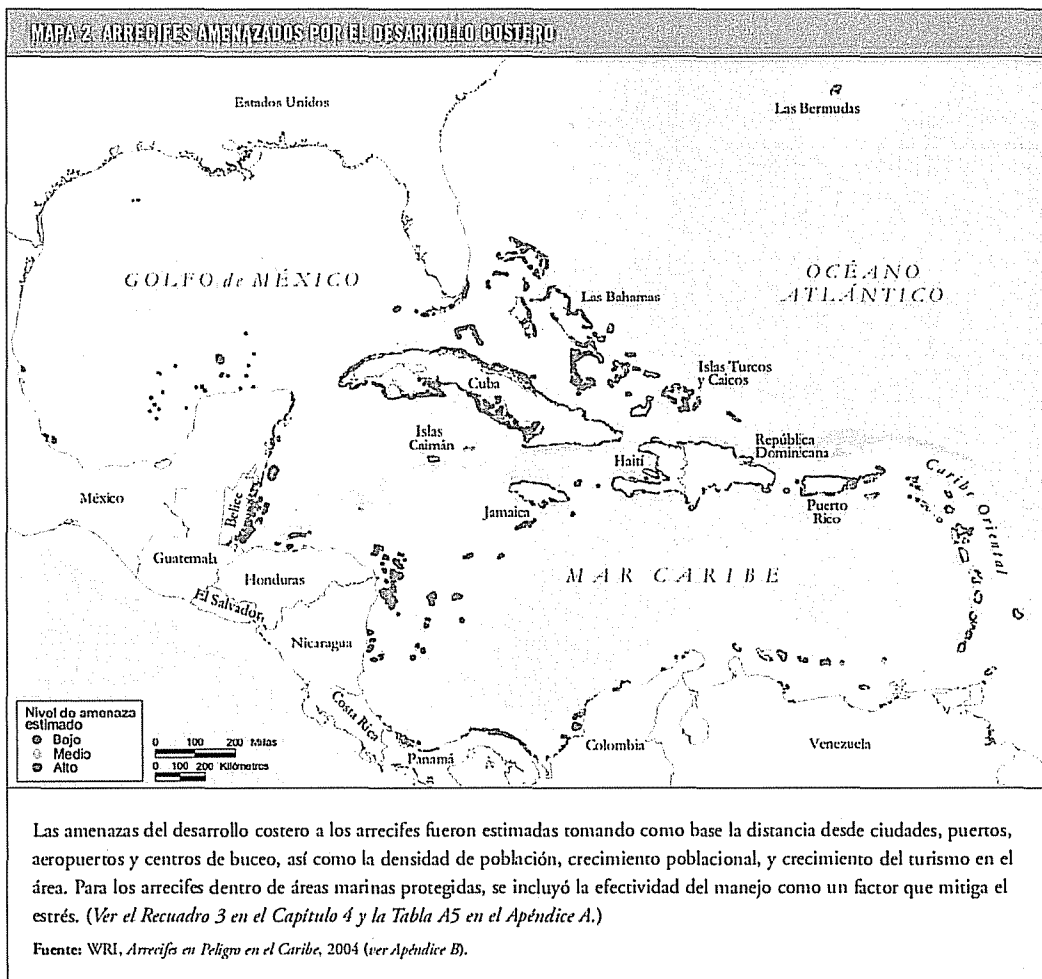 MAPA 2. ARRECIFES AMENAZADOS POR EL DESARROLLO COSTERO
Estados Unidos
Las Bermudas
GOLFO de MÉXICO
OCÉANO
ATLÁNTICO
Las Bahamas
Islas Turcos
y Caicos
Cuba
Islas
Caimán
República
Dominicana
Haití
México
Belice
Jamaica
Puerto
Rico
Caribe Oriental
Guatemala
Honduras
MAR CARIBE
El Salvador
Nicaragua
Costa Rica
Panamá
Colombia
Venezuela
Nivel de amenaza
estimado
Bajo
Medio
Alto
0 100 200 Millas
0 100 200 Kilómetros
Las amenazas del desarrollo costero a los arrecifes fueron estimadas tomando como base la distancia desde ciudades, puertos,
aeropuertos y centros de buceo, así como la densidad de población, crecimiento poblacional, y crecimiento del turismo en el
área. Para los arrecifes dentro de áreas marinas protegidas, se incluyó la efectividad del manejo como un factor que mitiga el
estrés. (Ver el Recuadro 3 en el Capítulo 4 y la Tabla A5 en el Apéndice A.)
Fuente: WRI, Arrecifes en Peligro en el Caribe, 2004 (ver Apéndice B).